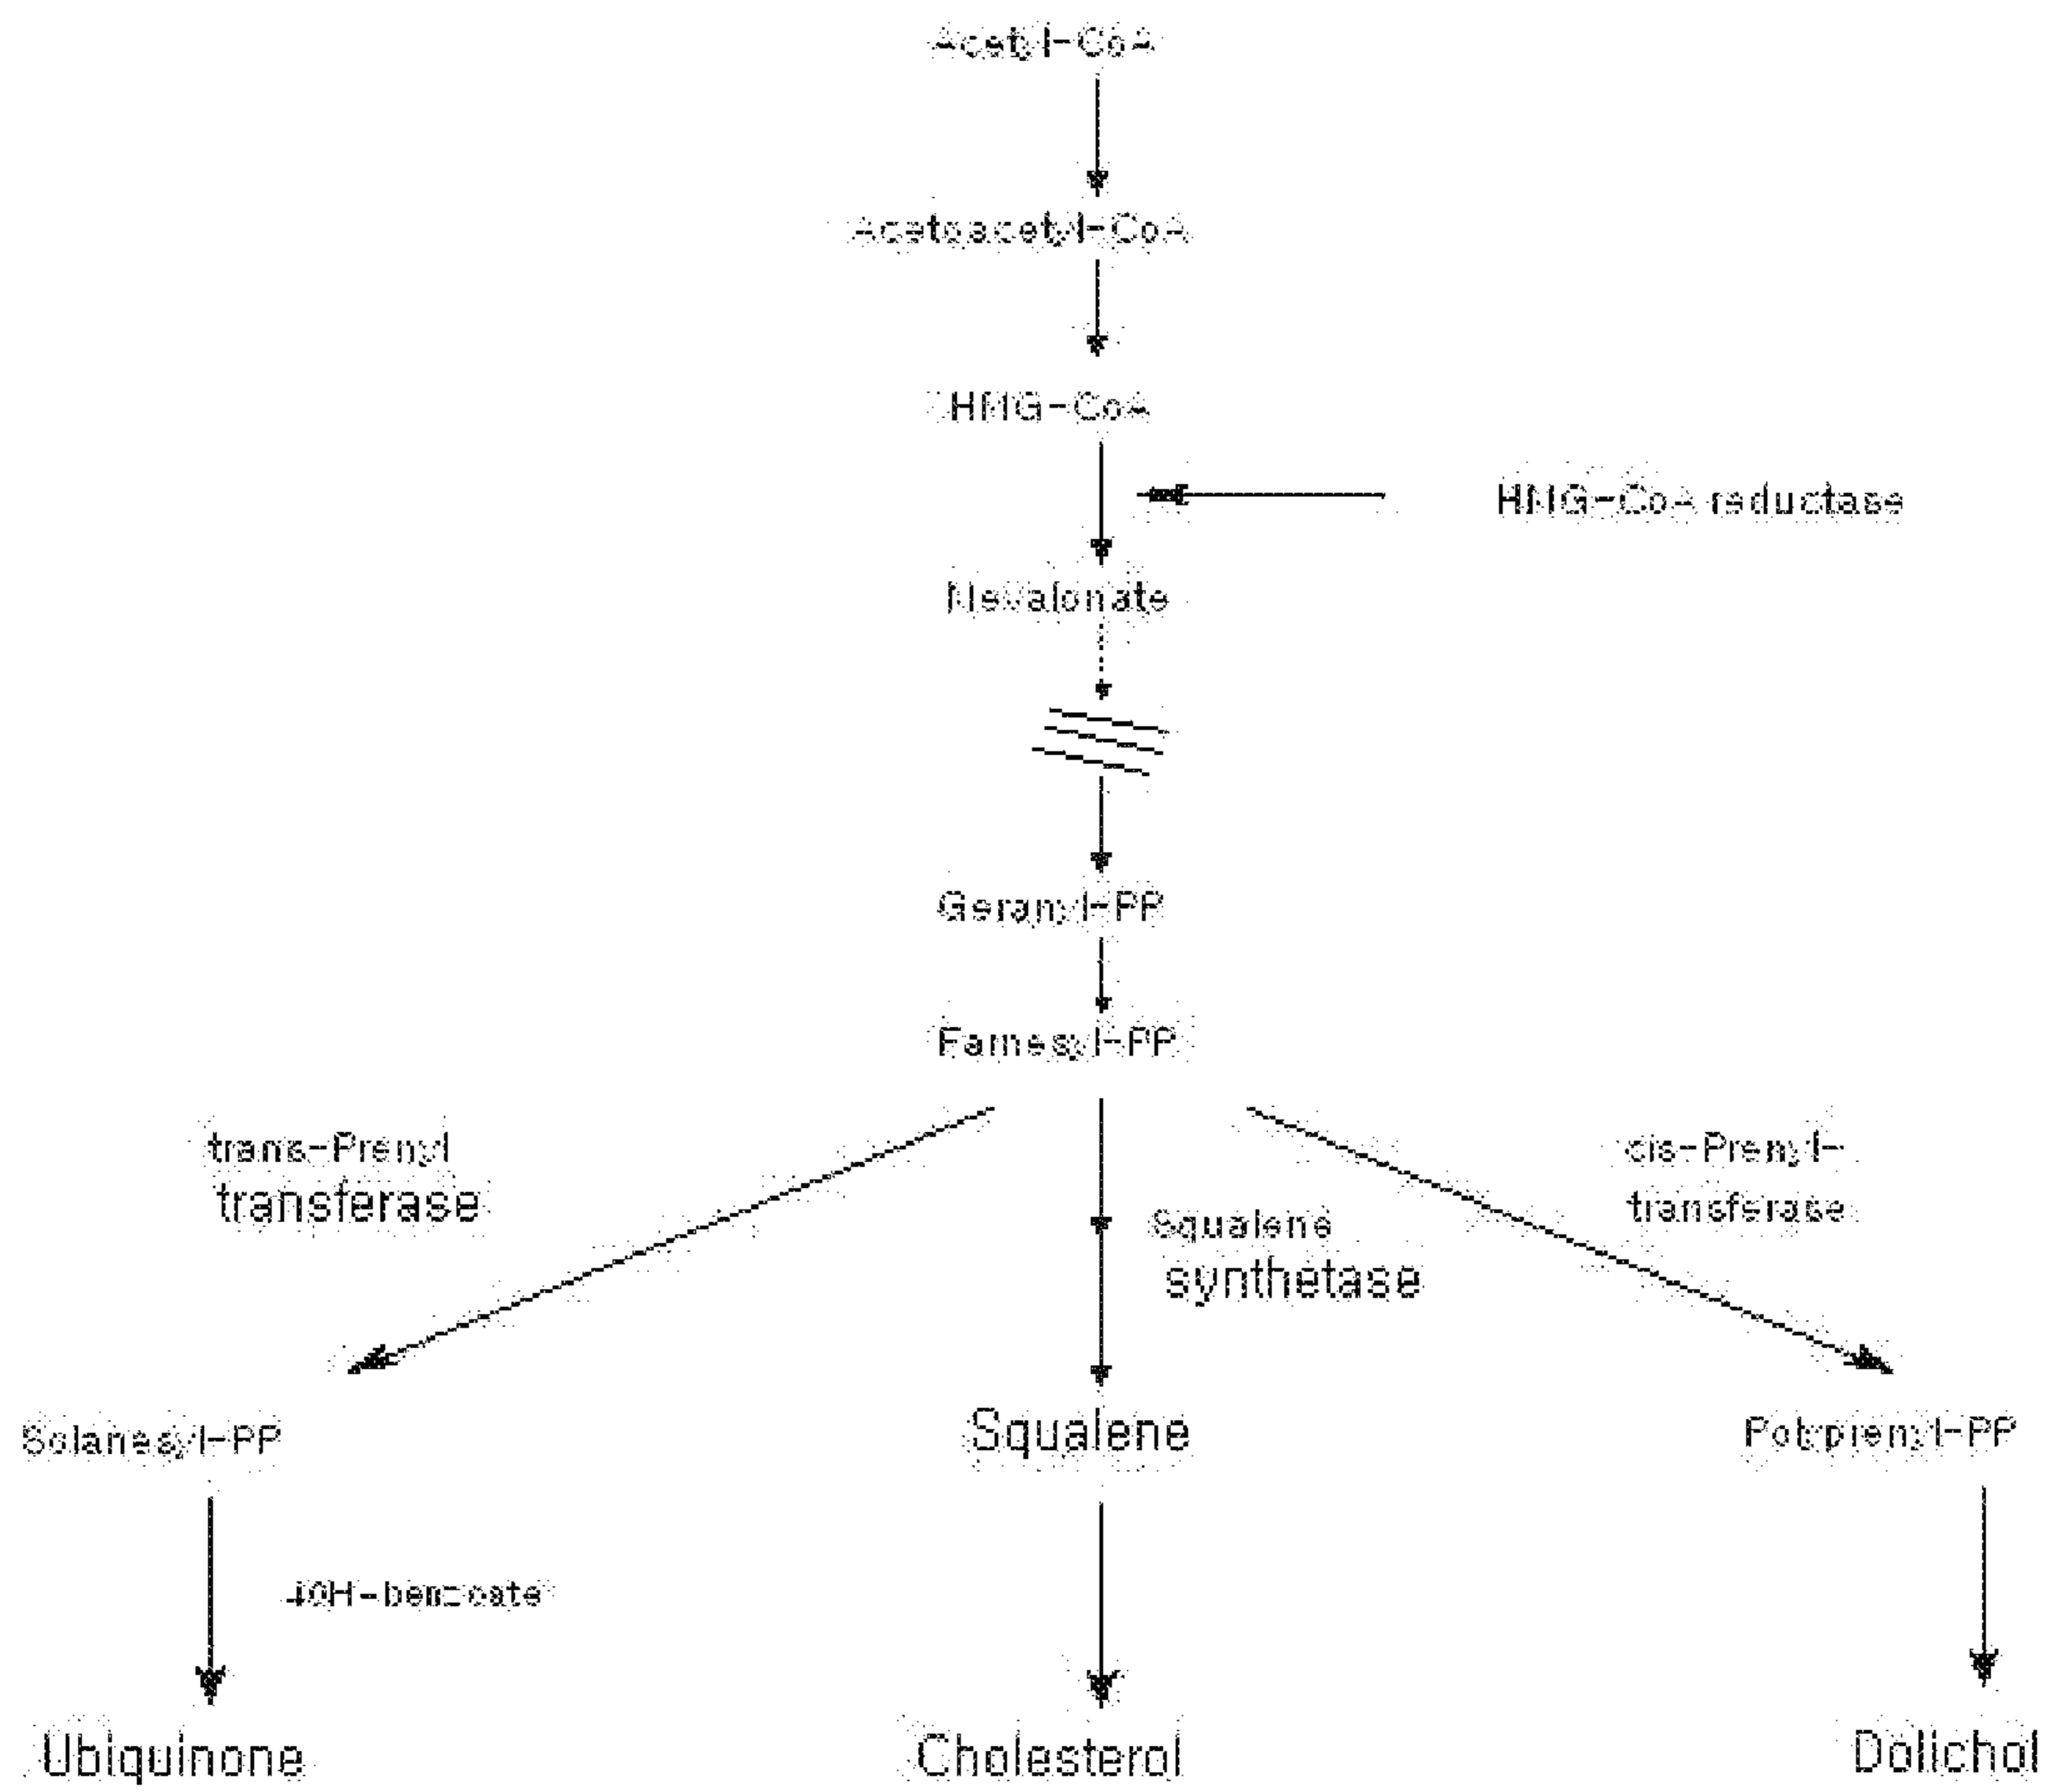 Acetyl-CoA
Acetoacetyl-CoA
HMG-CoA
HMG-CoA reductase
Mevalonate
Geranyl-PP
Farnesyl-PP
trans-Prenyl
transferase
cis-Prenyl-
transferase
Squalene
synthetase
Solanesyl-PP
Squalene
Polyprenyl-PP
4OH-benzoate
Ubiquinone
Cholesterol
Dolichol